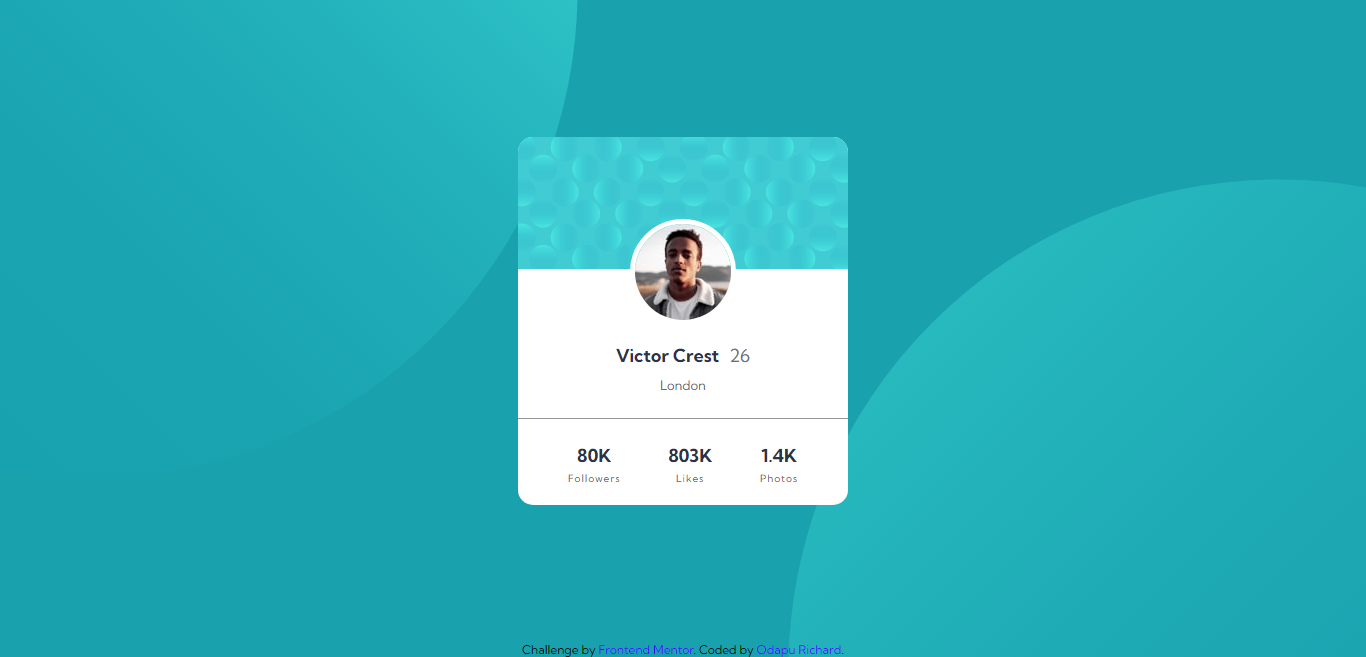 Victor Crest 26
London
80K 803K 1.4K
Followers Likes Photos
Challenge by Frontend Mentor. Coded by Odapu Richard.